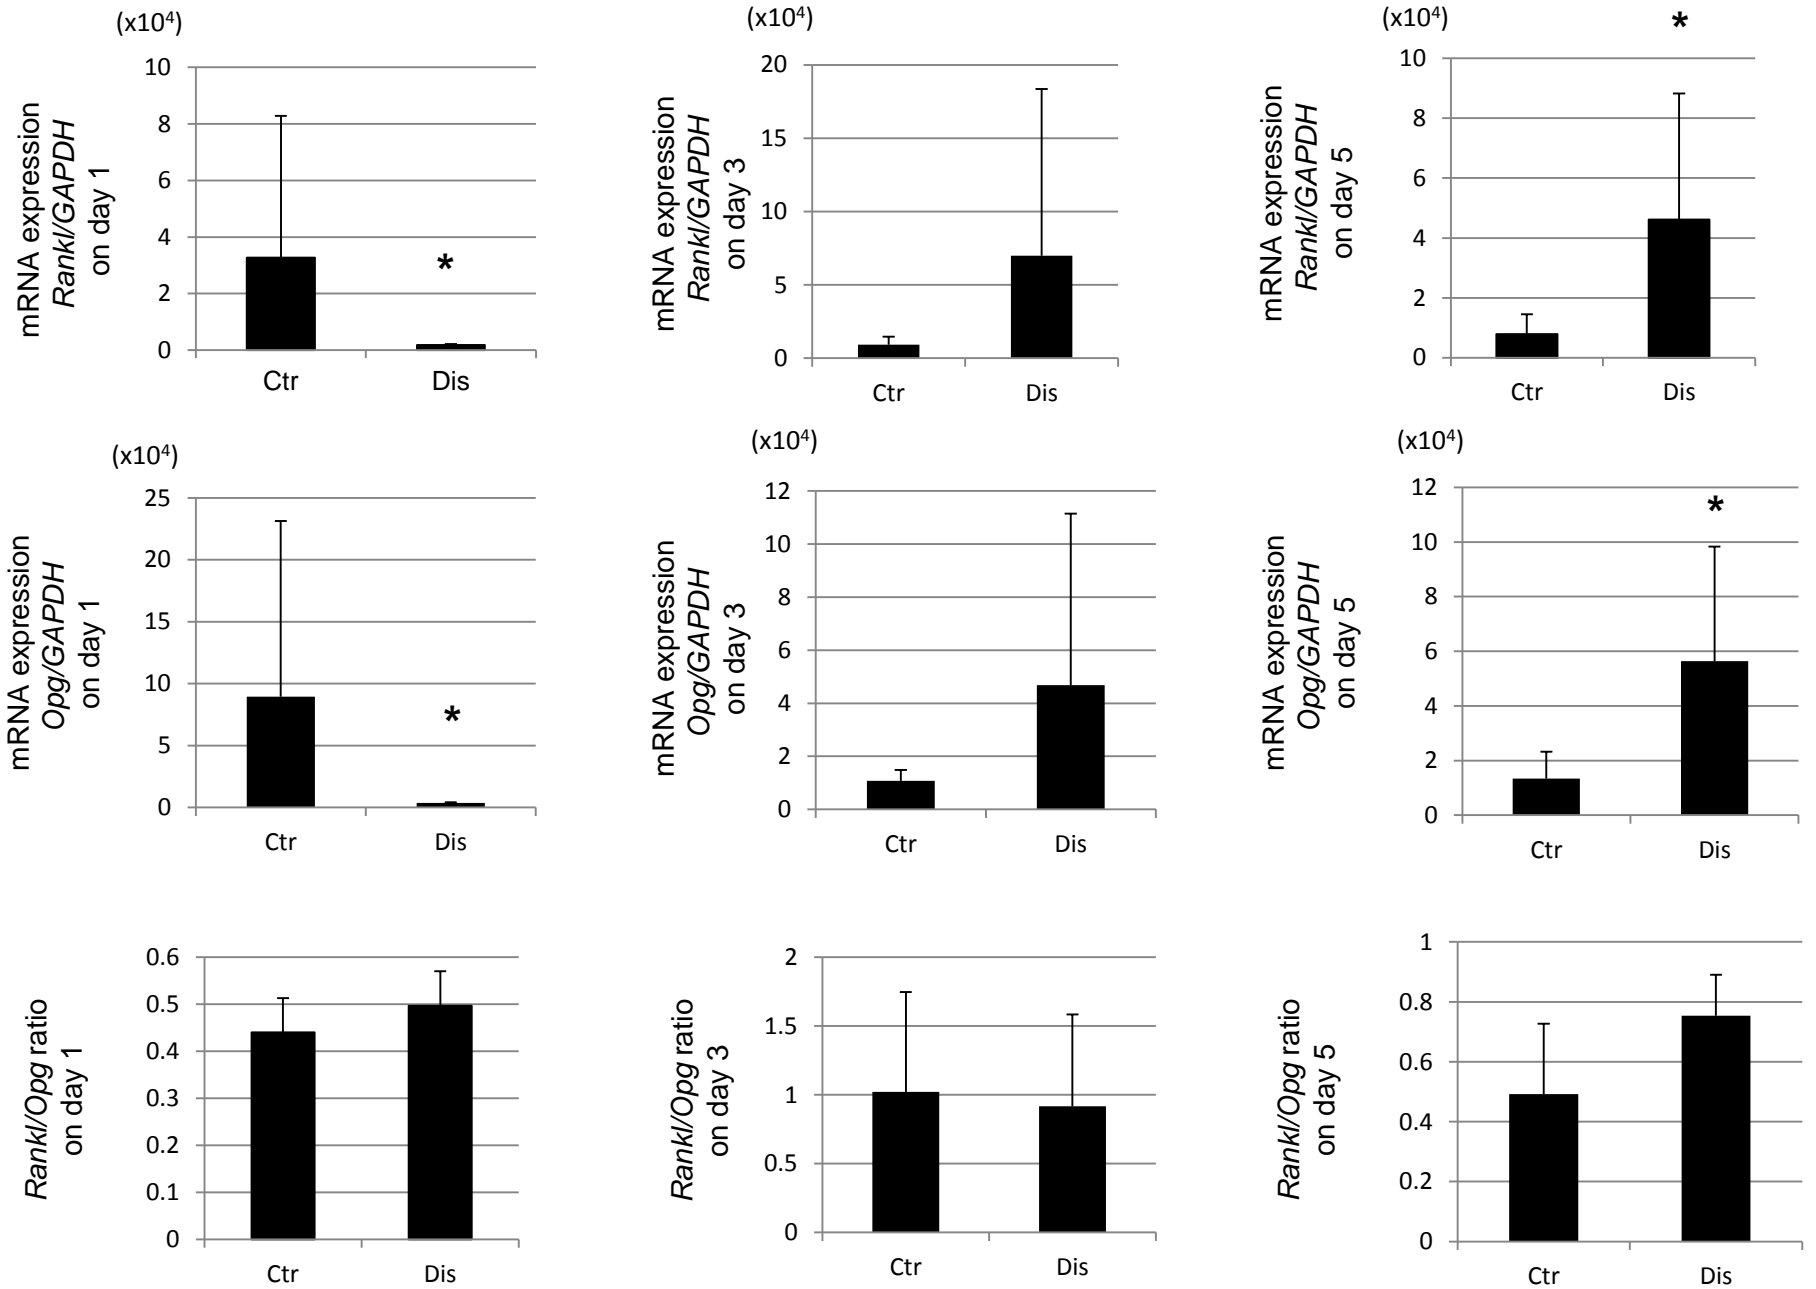 (x10⁴)
mRNA expression
Rankl/GAPDH
on day 1
10
8
6
4
2
0
*
Ctr Dis
(x10⁴)
mRNA expression
Rankl/GAPDH
on day 3
20
15
10
5
0
Ctr Dis
(x10⁴)
*
mRNA expression
Rankl/GAPDH
on day 5
10
8
6
4
2
0
Ctr Dis
(x10⁴)
mRNA expression
Opg/GAPDH
on day 1
25
20
15
10
5
0
*
Ctr Dis
(x10⁴)
mRNA expression
Opg/GAPDH
on day 3
12
10
8
6
4
2
0
Ctr Dis
(x10⁴)
mRNA expression
Opg/GAPDH
on day 5
12
10
8
6
4
2
0
*
Ctr Dis
Rankl/Opg ratio
on day 1
0.6
0.5
0.4
0.3
0.2
0.1
0
Ctr Dis
Rankl/Opg ratio
on day 3
2
1.5
1
0.5
0
Ctr Dis
Rankl/Opg ratio
on day 5
1
0.8
0.6
0.4
0.2
0
Ctr Dis